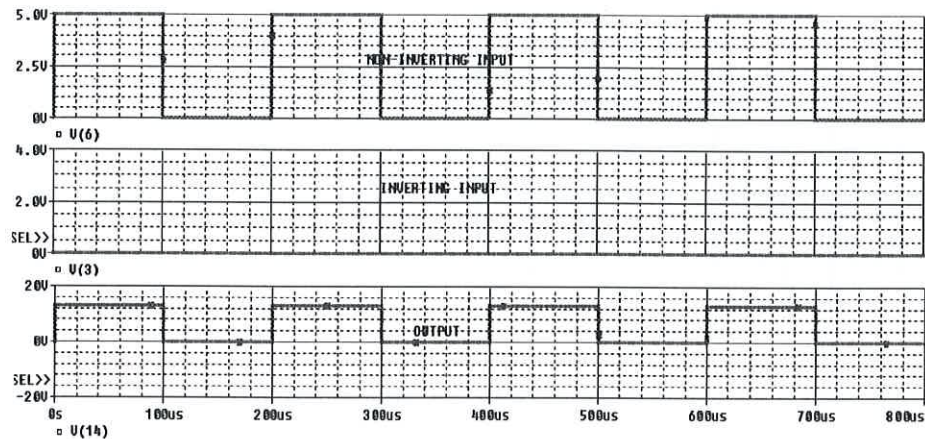 5.0V
NON-INVERTING INPUT
2.5V
0V
▫ V(6)
4.0V
INVERTING INPUT
2.0V
SEL>>
0V
▫ V(3)
20V
OUTPUT
0V
SEL>>
-20V
0s 100us 200us 300us 400us 500us 600us 700us 800us
▫ V(14)